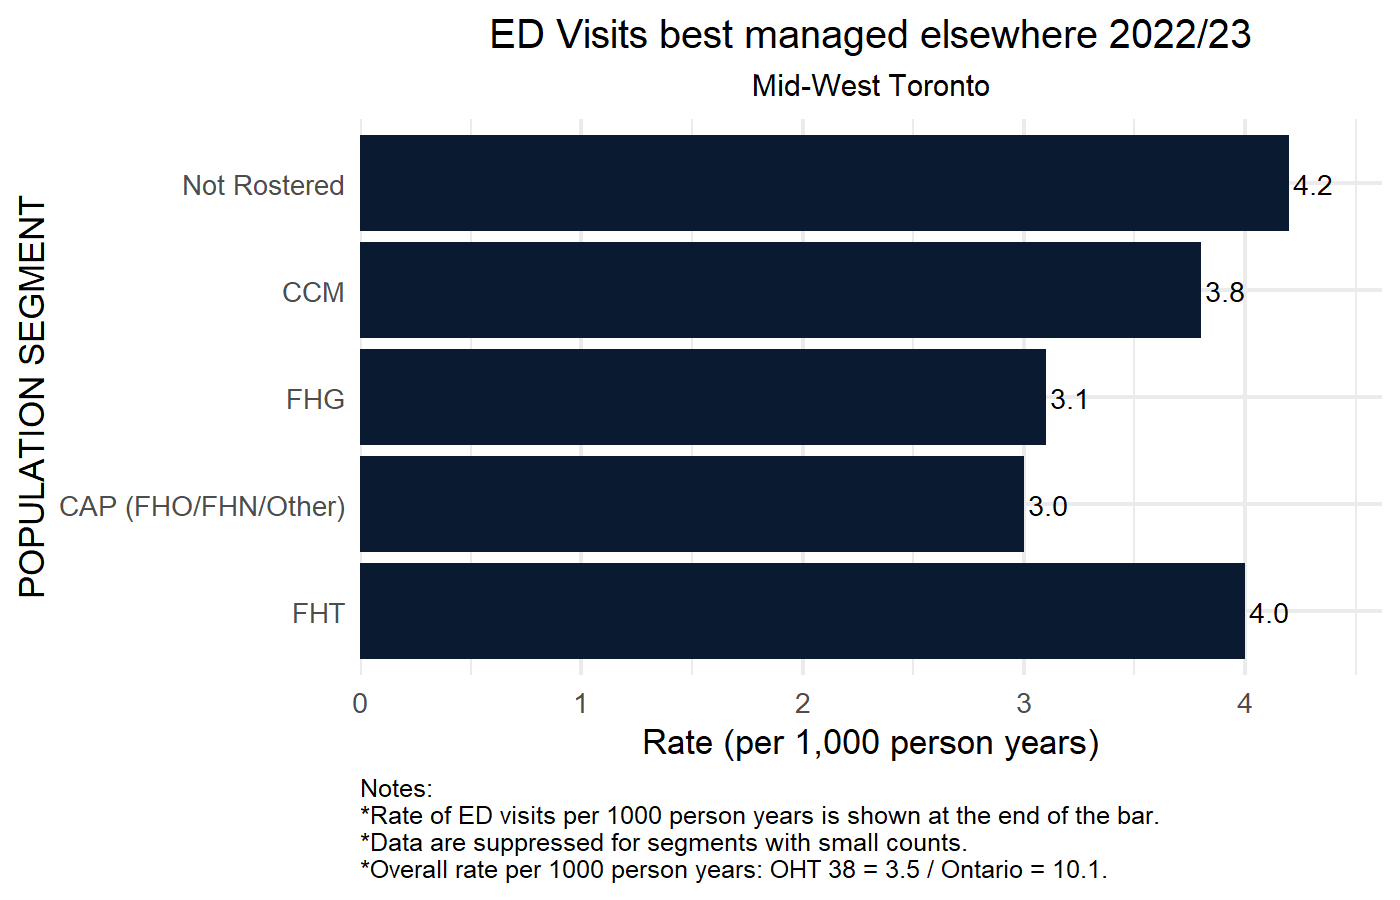 ED Visits best managed elsewhere 2022/23
Mid-West Toronto
POPULATION SEGMENT
Not Rostered
4.2
CCM
3.8
FHG
3.1
CAP (FHO/FHN/Other)
3.0
FHT
4.0
0 1 2 3 4
Rate (per 1,000 person years)
Notes:
*Rate of ED visits per 1000 person years is shown at the end of the bar.
*Data are suppressed for segments with small counts.
*Overall rate per 1000 person years: OHT 38 = 3.5 / Ontario = 10.1.